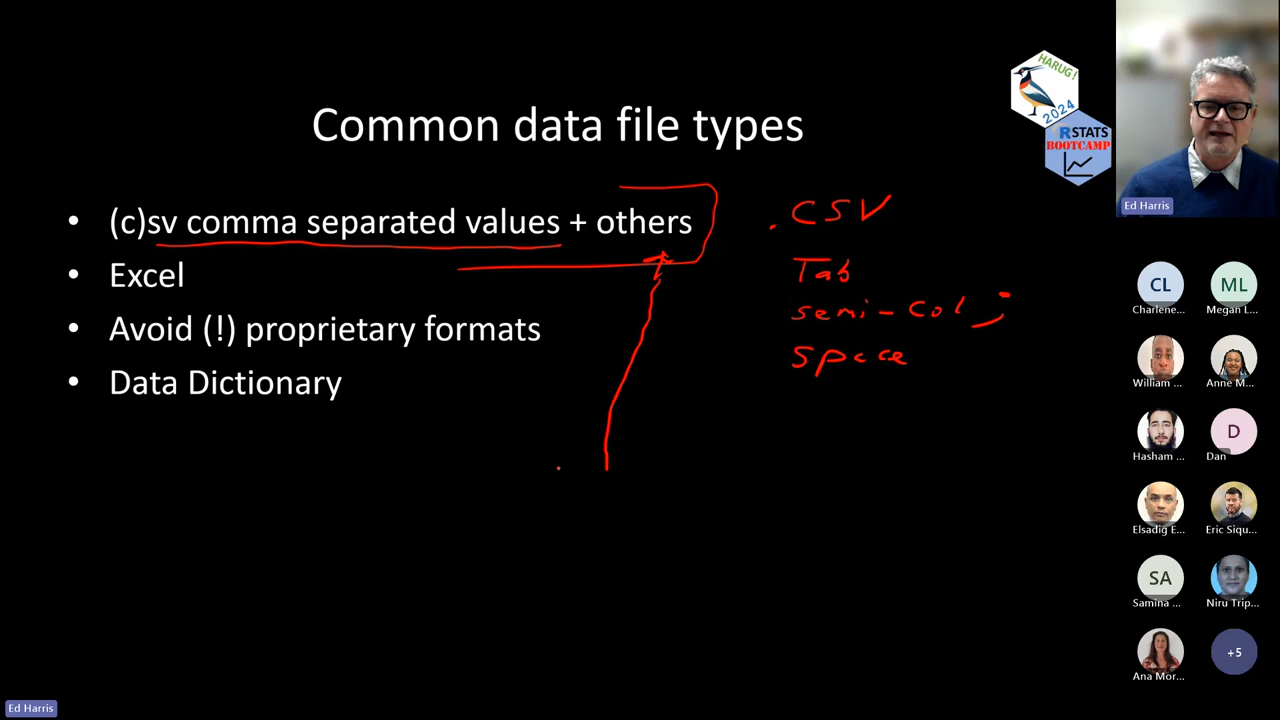 HARUG!
2024
RSTATS
BOOTCAMP
Common data file types
• (c)sv comma separated values + others
• Excel
• Avoid (!) proprietary formats
• Data Dictionary
.CSV
Tab
semi-col ;
space
Ed Harris
CL
ML
Charlene...
Megan L...
William ...
Anne M...
D
Hasham ...
Dan
Elsadig E...
Eric Siqu...
SA
Samina ...
Niru Trip...
Ana Mor...
+5
Ed Harris